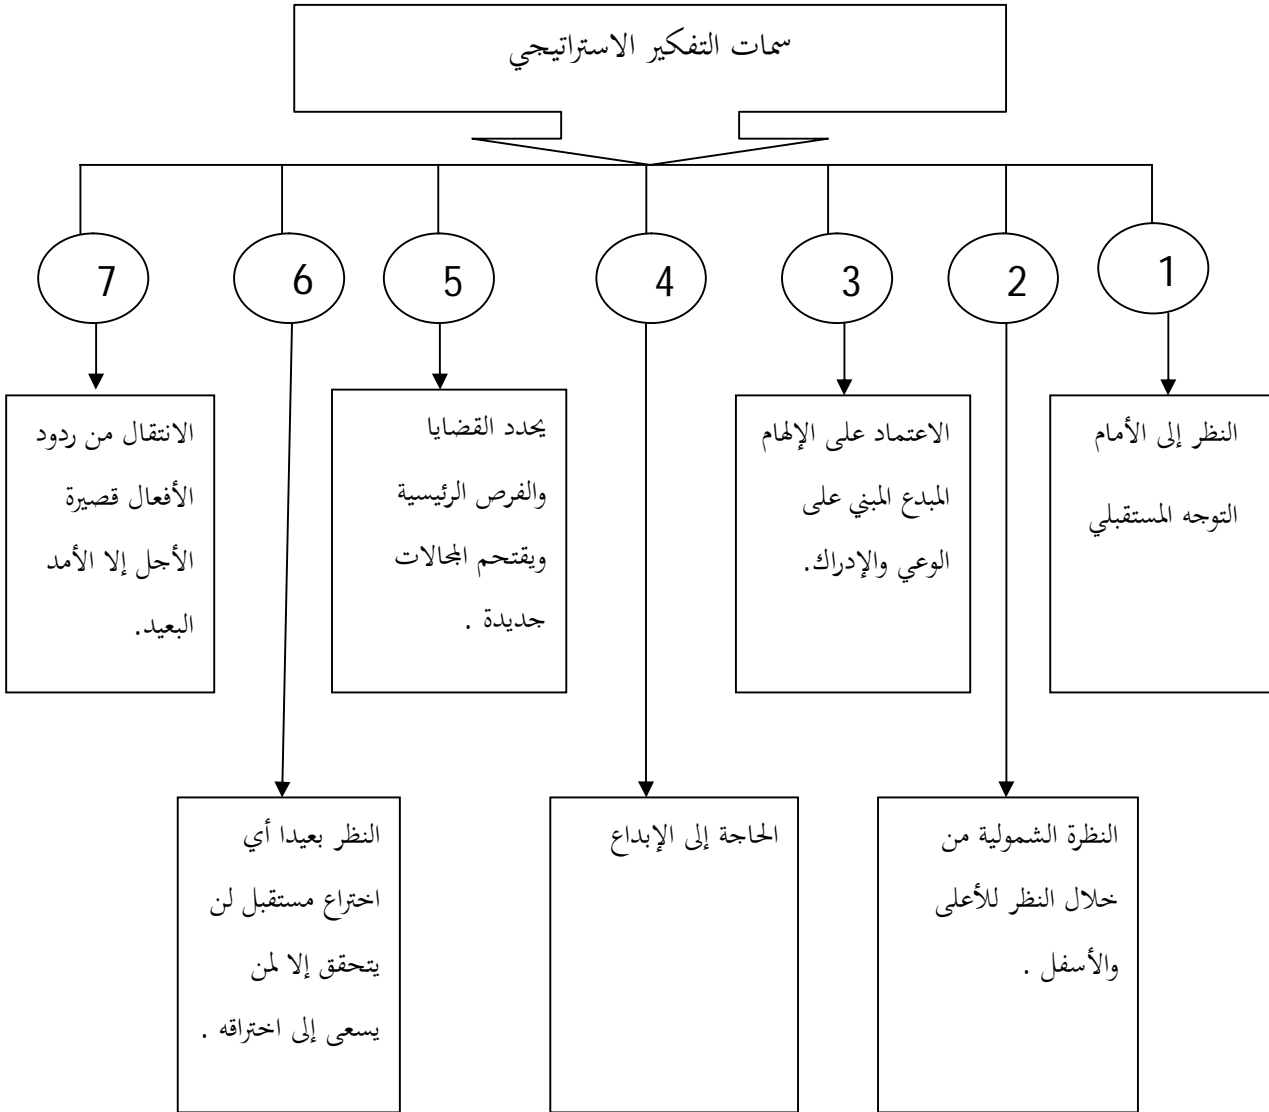 سمات التفكير الاستراتيجي
1
2
3
4
5
6
7
النظر إلى الأمام
التوجه المستقبلي
الاعتماد على الإلهام
المبدع المبني على
الوعي والإدراك.
يحدد القضايا
والفرص الرئيسية
ويقتحم المجالات
جديدة .
الانتقال من ردود
الأفعال قصيرة
الأجل إلا الأمد
البعيد.
النظرة الشمولية من
خلال النظر للأعلى
والأسفل .
الحاجة إلى الإبداع
النظر بعيدا أي
اختراع مستقبل لن
يتحقق إلا لمن
يسعى إلى اختراقه .